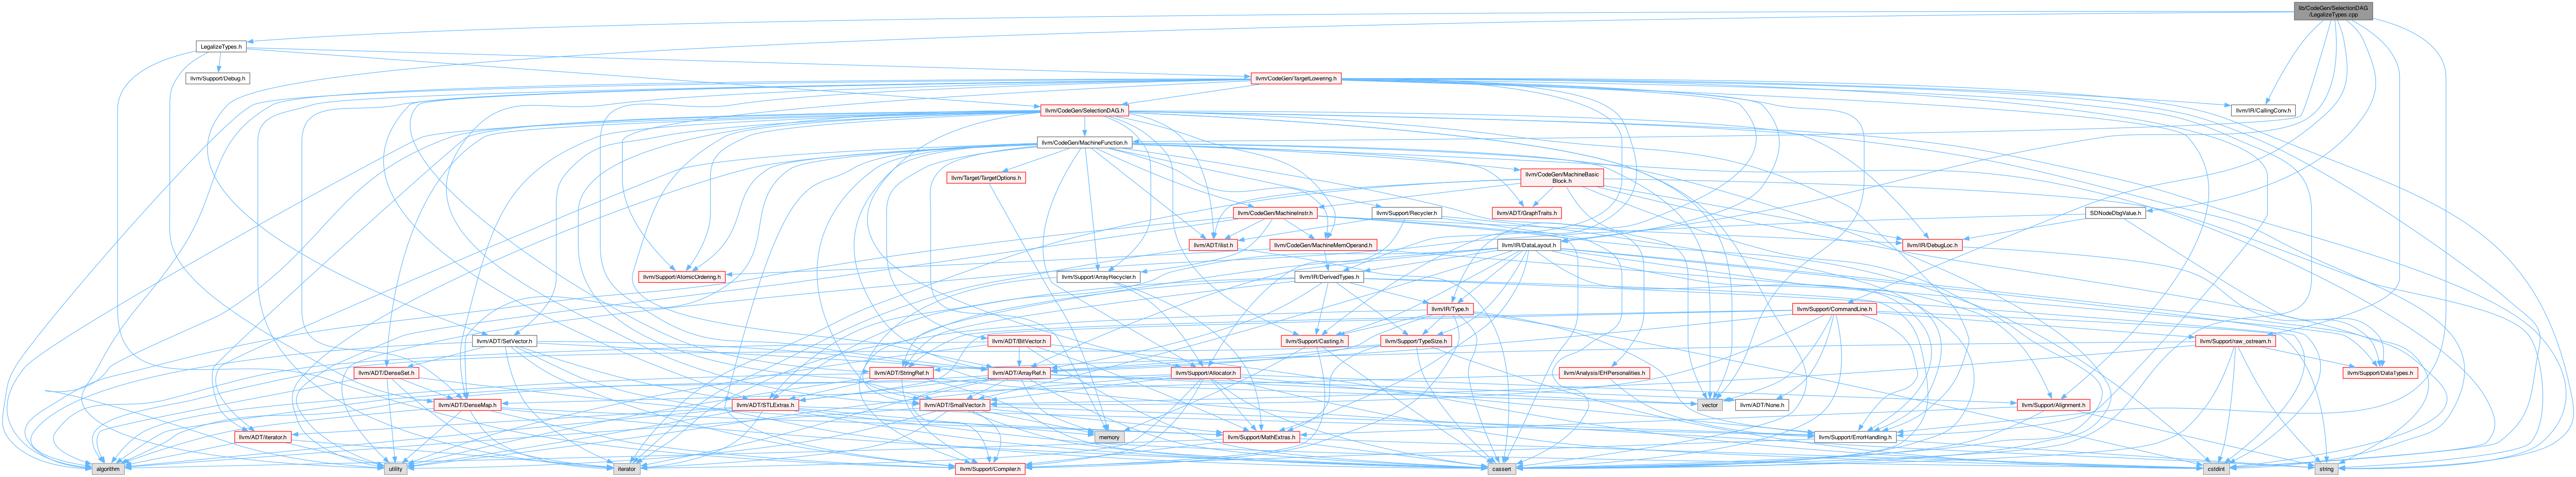 lib/CodeGen/SelectionDAG
/LegalizeTypes.cpp
LegalizeTypes.h
llvm/Support/Debug.h
llvm/CodeGen/TargetLowering.h
llvm/CodeGen/SelectionDAG.h
llvm/IR/CallingConv.h
llvm/CodeGen/MachineFunction.h
llvm/Target/TargetOptions.h
llvm/CodeGen/MachineBasic
Block.h
llvm/CodeGen/MachineInstr.h
llvm/Support/Recycler.h
llvm/ADT/GraphTraits.h
SDNodeDbgValue.h
llvm/ADT/ilist.h
llvm/CodeGen/MachineMemOperand.h
llvm/IR/DataLayout.h
llvm/IR/DebugLoc.h
llvm/Support/AtomicOrdering.h
llvm/Support/ArrayRecycler.h
llvm/IR/DerivedTypes.h
llvm/IR/Type.h
llvm/Support/CommandLine.h
llvm/ADT/SetVector.h
llvm/ADT/BitVector.h
llvm/Support/Casting.h
llvm/Support/TypeSize.h
llvm/Support/raw_ostream.h
llvm/ADT/DenseSet.h
llvm/ADT/StringRef.h
llvm/ADT/ArrayRef.h
llvm/Support/Allocator.h
llvm/Analysis/EHPersonalities.h
llvm/Support/DataTypes.h
llvm/ADT/DenseMap.h
llvm/ADT/STLExtras.h
llvm/ADT/SmallVector.h
vector
llvm/ADT/None.h
llvm/Support/Alignment.h
llvm/ADT/iterator.h
memory
llvm/Support/MathExtras.h
llvm/Support/ErrorHandling.h
algorithm
utility
iterator
llvm/Support/Compiler.h
cassert
cstdint
string